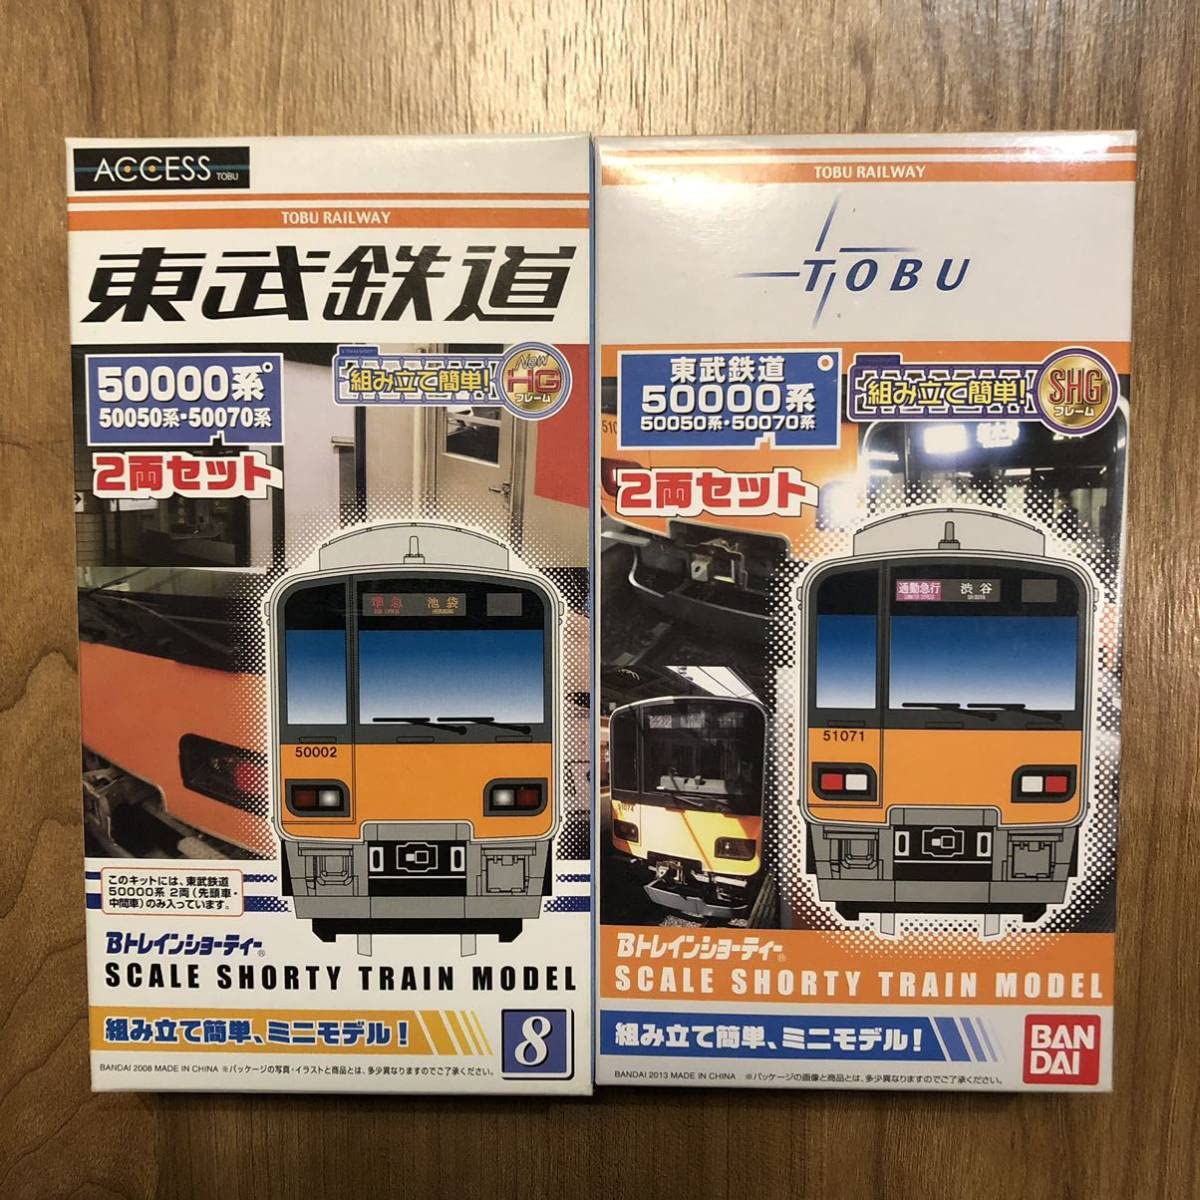 ACCESS TOBU
TOBU RAILWAY
東武鉄道
50000系
50050系・50070系
組み立て簡単!
New
HG
フレーム
2両セット
準急 池袋
50002
このキットには、東武鉄道
50000系 2両(先頭車・
中間車)のみ入っています。
Bトレインショーティー®
SCALE SHORTY TRAIN MODEL
組み立て簡単、ミニモデル!
8
BANDAI 2008 MADE IN CHINA ※パッケージの写真・イラストと商品とは、多少異なりますのでご了承ください。
TOBU RAILWAY
TOBU
東武鉄道
50000系
50050系・50070系
組み立て簡単!
SHG
フレーム
2両セット
通勤急行 渋谷
51071
Bトレインショーティー®
SCALE SHORTY TRAIN MODEL
組み立て簡単、ミニモデル!
BAN
DAI
BANDAI 2013 MADE IN CHINA ※パッケージの画像と商品とは、多少異なりますのでご了承ください。